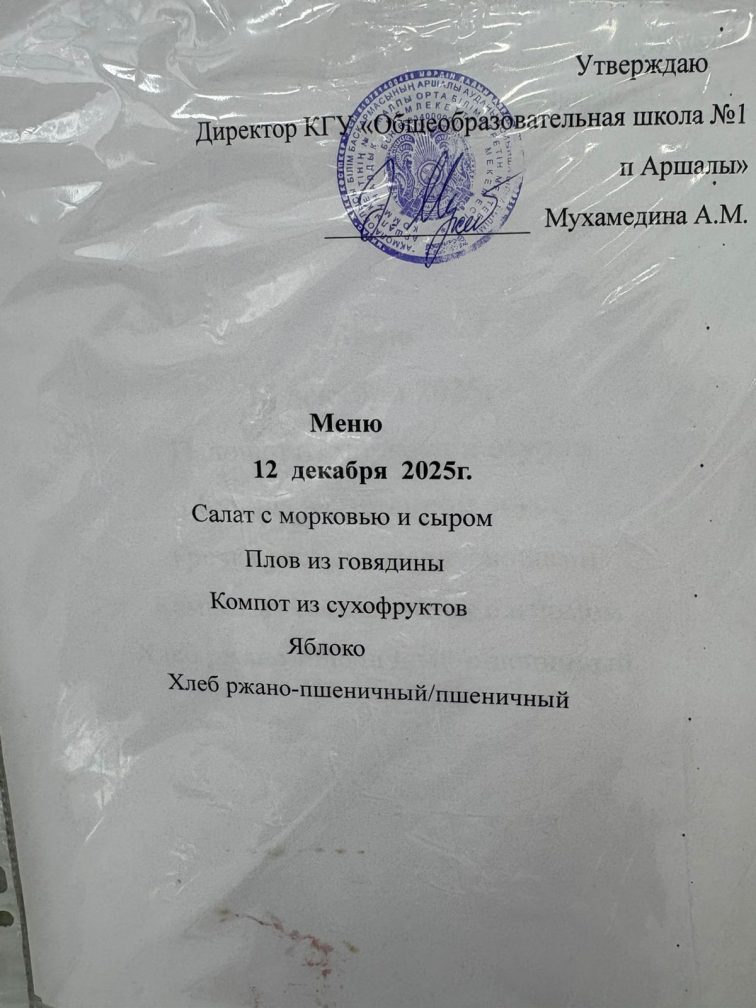 Утверждаю
Директор КГУ «Общеобразовательная школа №1
п Аршалы»
Мухамедина А.М.
Меню
12 декабря 2025г.
Салат с морковью и сыром
Плов из говядины
Компот из сухофруктов
Яблоко
Хлеб ржано-пшеничный/пшеничный